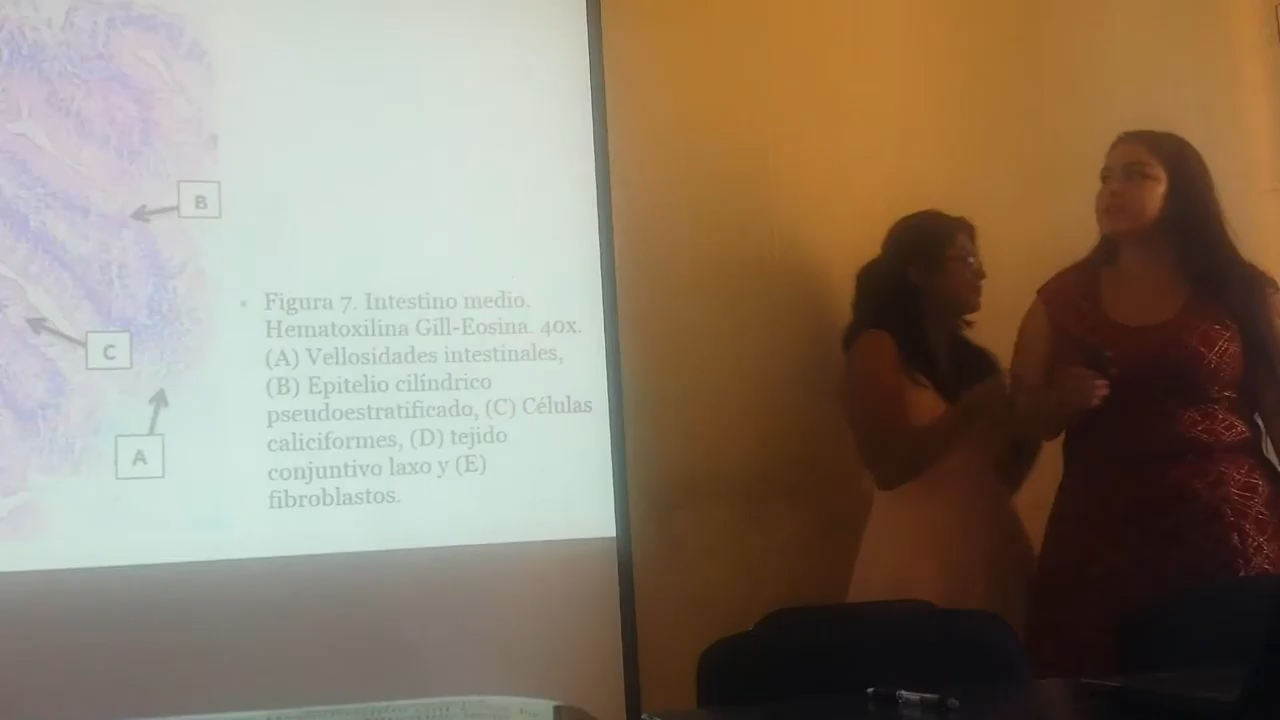 B
C
A
• Figura 7. Intestino medio.
Hematoxilina Gill-Eosina. 40x.
(A) Vellosidades intestinales,
(B) Epitelio cilíndrico
pseudoestratificado, (C) Células
caliciformes, (D) tejido
conjuntivo laxo y (E)
fibroblastos.